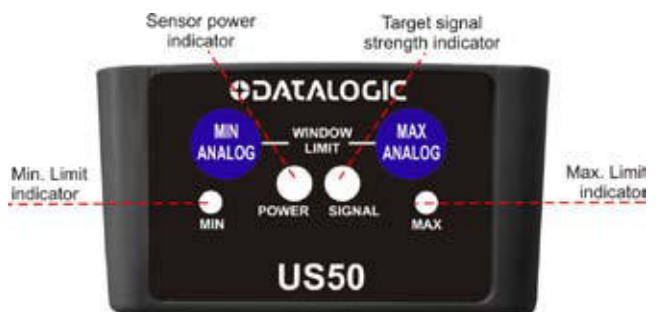 Sensor power
indicator
Target signal
strength indicator
DATALOGIC
MIN
ANALOG
WINDOW
LIMIT
MAX
ANALOG
Min. Limit
indicator
Max. Limit
indicator
POWER
SIGNAL
MIN
MAX
US50